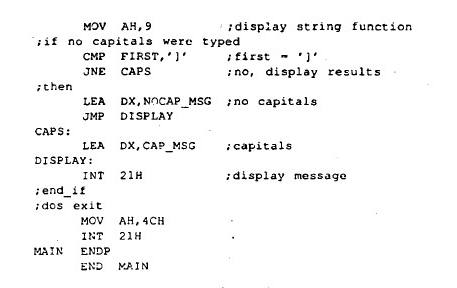 MOV AH,9 ;display string function
;if no capitals were typed
CMP FIRST,']' ;first = ']'
JNE CAPS ;no, display results
;then
LEA DX,NOCAP_MSG ;no capitals
JMP DISPLAY
CAPS:
LEA DX,CAP_MSG ;capitals
DISPLAY:
INT 21H ;display message
;end_if
;dos exit
MOV AH,4CH
INT 21H
MAIN ENDP
END MAIN